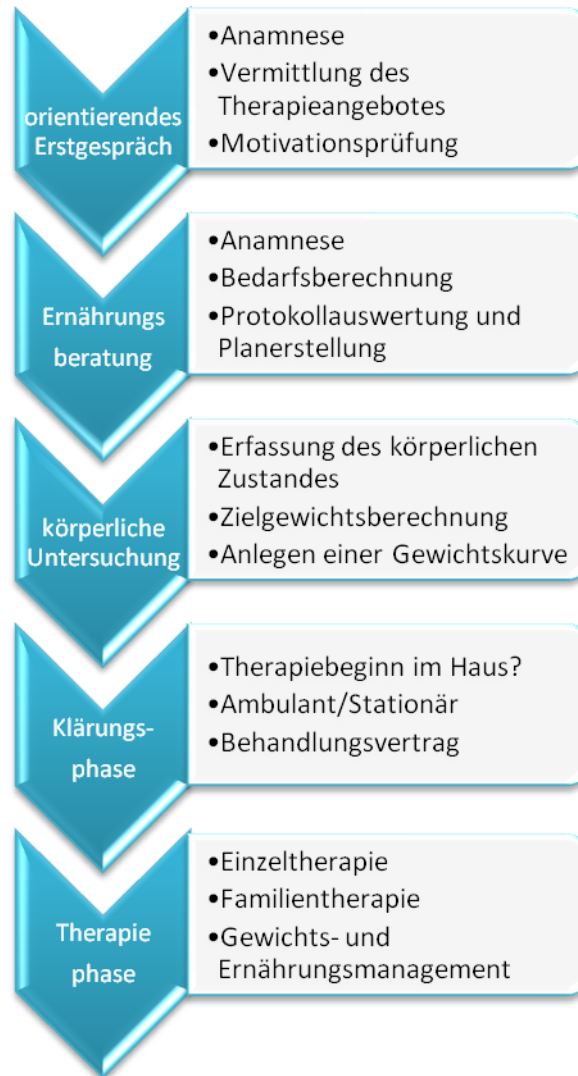 orientierendes
Erstgespräch
•Anamnese
•Vermittlung des
Therapieangebotes
•Motivationsprüfung
Ernährungs
beratung
•Anamnese
•Bedarfsberechnung
•Protokollauswertung und
Planerstellung
körperliche
Untersuchung
•Erfassung des körperlichen
Zustandes
•Zielgewichtsberechnung
•Anlegen einer Gewichtskurve
Klärungs-
phase
•Therapiebeginn im Haus?
•Ambulant/Stationär
•Behandlungsvertrag
Therapie
phase
•Einzeltherapie
•Familientherapie
•Gewichts- und
Ernährungsmanagement